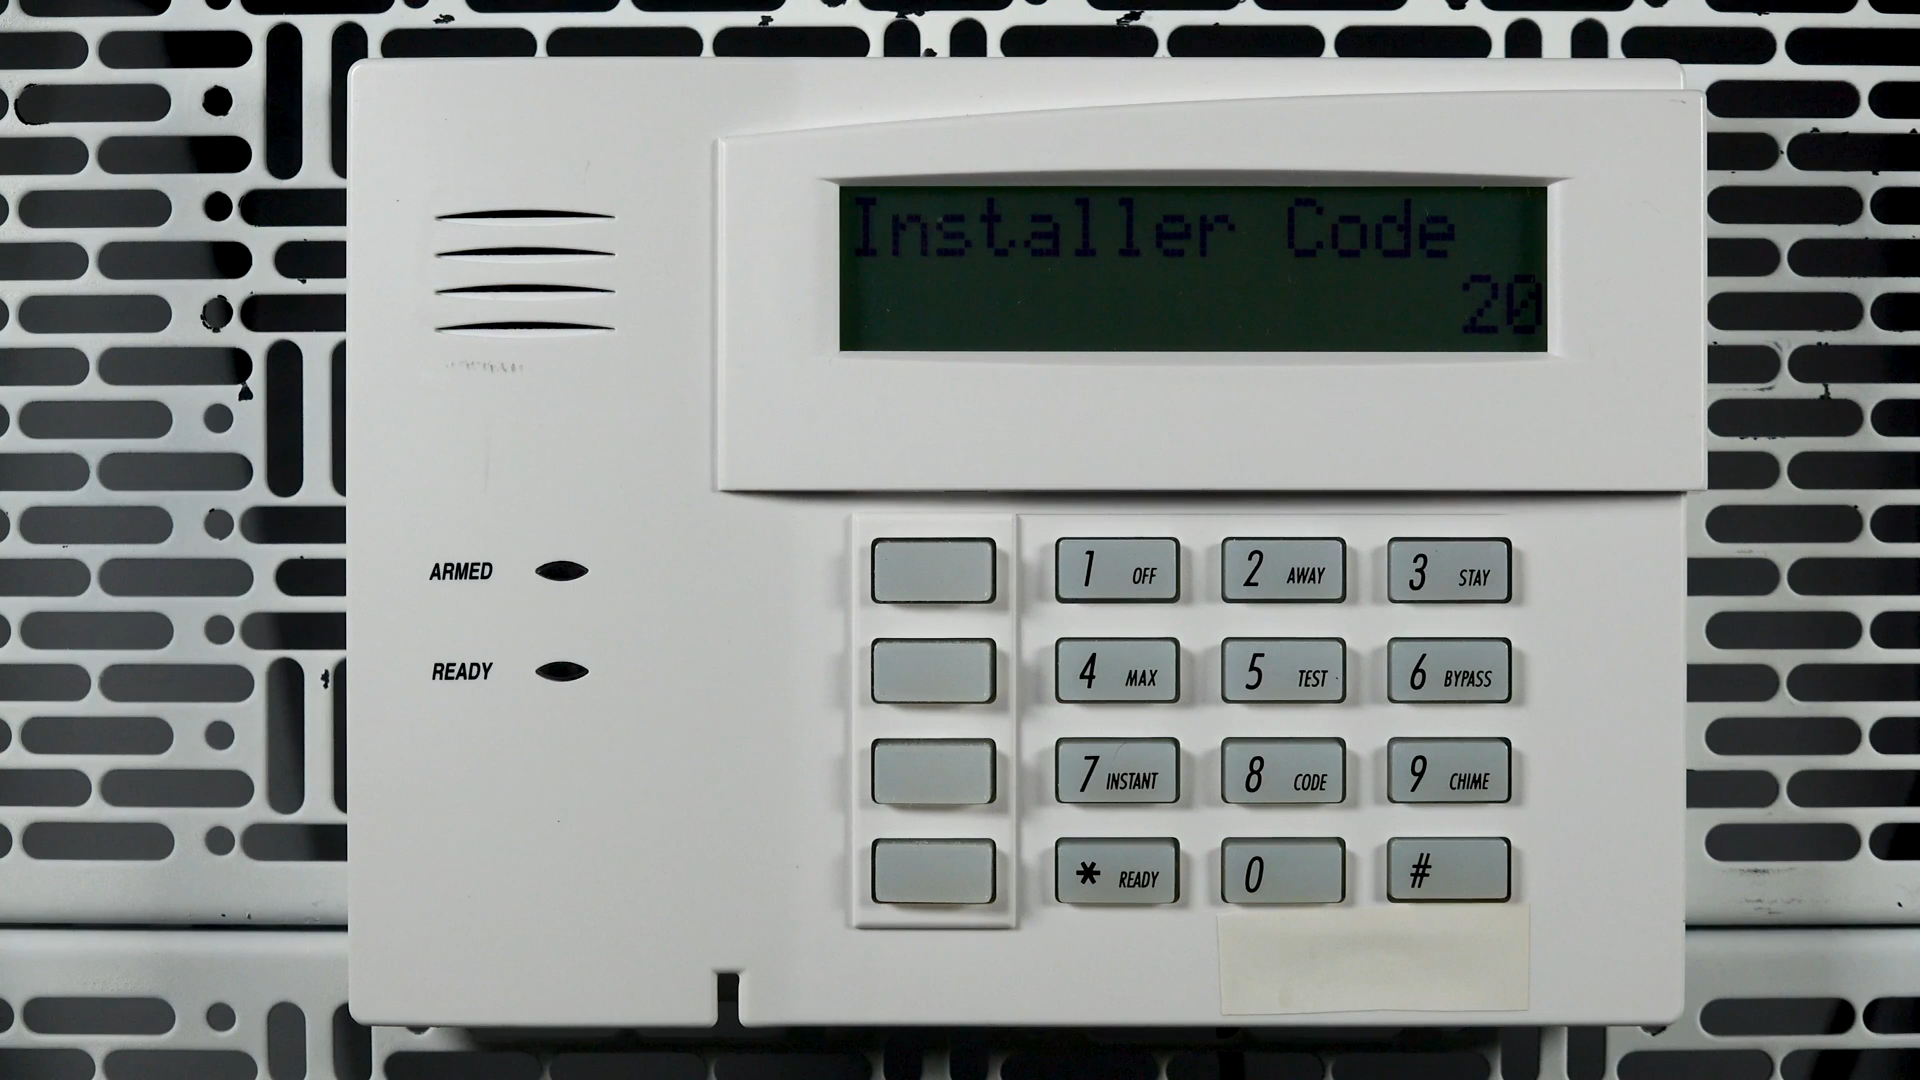 Installer Code
20
ARMED
READY
1 OFF
2 AWAY
3 STAY
4 MAX
5 TEST
6 BYPASS
7 INSTANT
8 CODE
9 CHIME
* READY
0
#